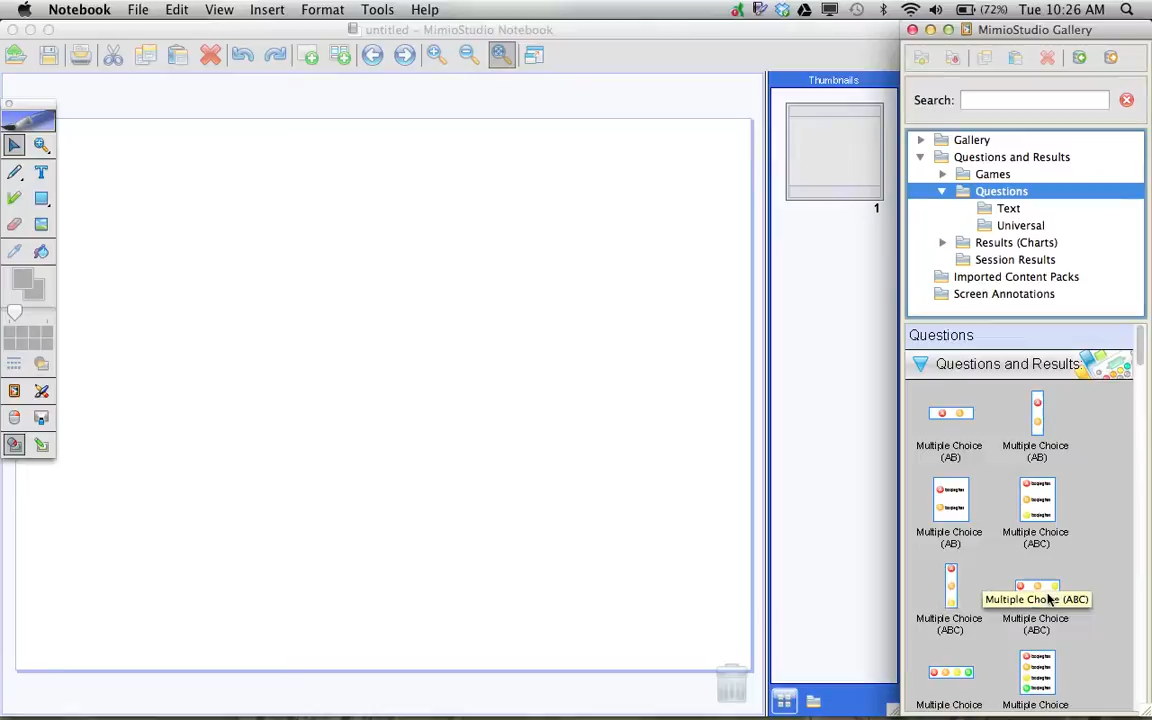 Notebook File Edit View Insert Format Tools Help (72%) Tue 10:26 AM
untitled – MimioStudio Notebook
MimioStudio Gallery
Thumbnails
1
Search:
Gallery
Questions and Results
Games
Questions
Text
Universal
Results (Charts)
Session Results
Imported Content Packs
Screen Annotations
Questions
Questions and Results:
Multiple Choice (AB)
Multiple Choice (AB)
Multiple Choice (AB)
Multiple Choice (ABC)
Multiple Choice (ABC)
Multiple Choice (ABC)
Multiple Choice (ABC)
Multiple Choice
Multiple Choice